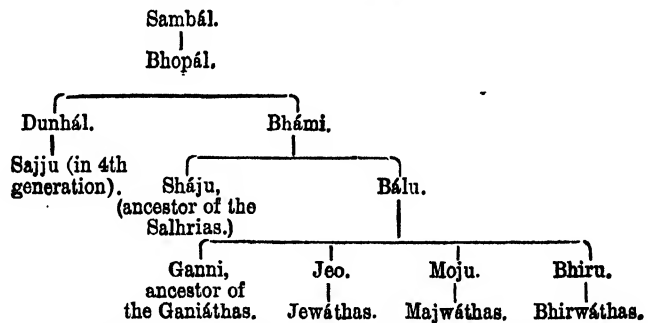 Sambál.
Bhopál.
Dunhál. Bhámi.
Sajju (in 4th
generation). Sháju, Bálu.
(ancestor of the
Salhrias.)
Ganni, Jeo. Moju. Bhiru.
ancestor of
the Ganiáthas. Jewáthas. Majwáthas. Bhirwáthas.